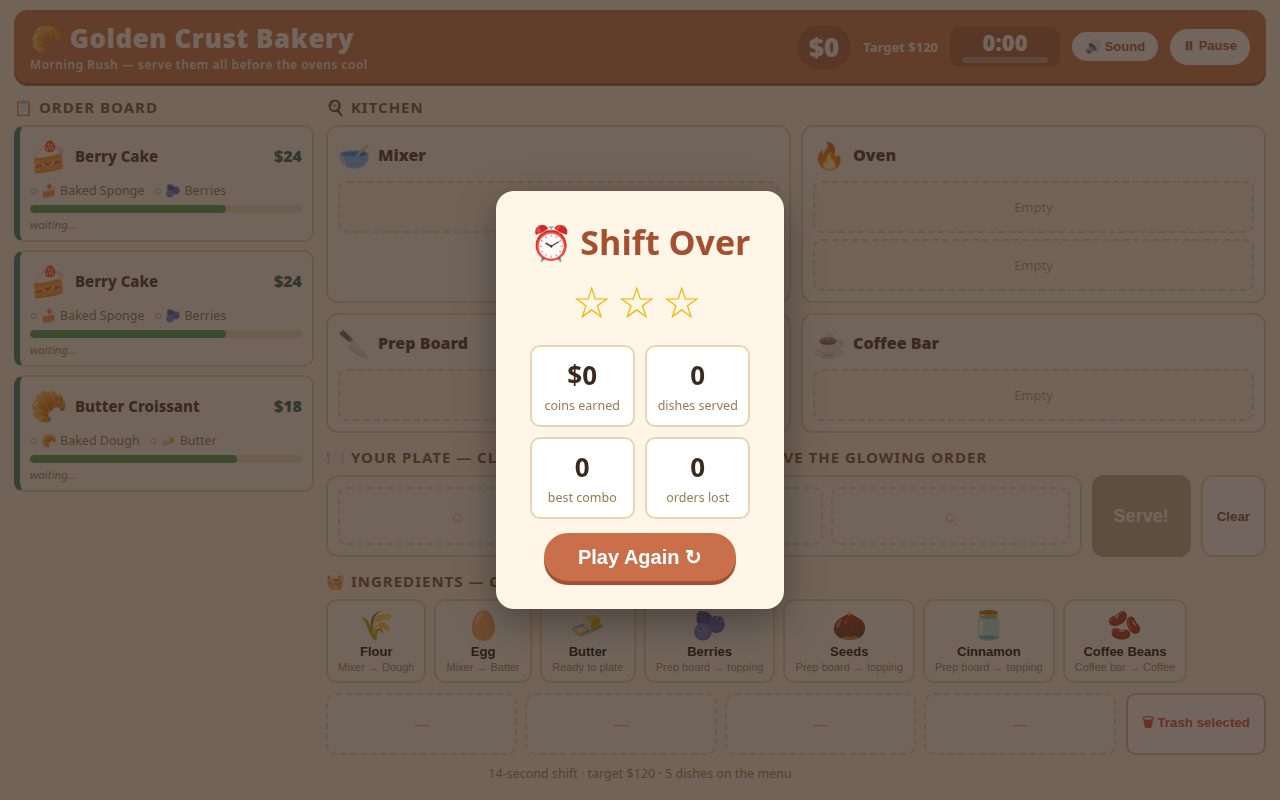 🥐 Golden Crust Bakery
Morning Rush — serve them all before the ovens cool
$0
Target $120
0:00
🔊 Sound
⏸ Pause
📋 ORDER BOARD
Berry Cake
$24
○ 🍰 Baked Sponge ○ 🫐 Berries
waiting...
Berry Cake
$24
○ 🍰 Baked Sponge ○ 🫐 Berries
waiting...
Butter Croissant
$18
○ 🥐 Baked Dough ○ 🧈 Butter
waiting...
🍳 KITCHEN
Mixer
Oven
Empty
Empty
Prep Board
Coffee Bar
Empty
⏰ Shift Over
☆ ☆ ☆
$0
coins earned
0
dishes served
0
best combo
0
orders lost
Play Again ↻
🍽 YOUR PLATE —
THE GLOWING ORDER
○
○
Serve!
Clear
🧺 INGREDIENTS —
Flour
Mixer → Dough
Egg
Mixer → Batter
Butter
Ready to plate
Berries
Prep board → topping
Seeds
Prep board → topping
Cinnamon
Prep board → topping
Coffee Beans
Coffee bar → Coffee
—
—
—
—
🗑 Trash selected
14-second shift · target $120 · 5 dishes on the menu